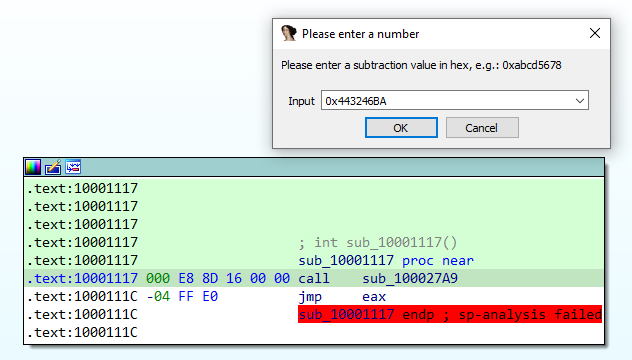 Please enter a number
Please enter a subtraction value in hex, e.g.: 0xabcd5678
Input 0x443246BA
OK Cancel
.text:10001117
.text:10001117
.text:10001117
.text:10001117 ; int sub_10001117()
.text:10001117 sub_10001117 proc near
.text:10001117 000 E8 8D 16 00 00 call sub_100027A9
.text:1000111C -04 FF E0 jmp eax
.text:1000111C sub_10001117 endp ; sp-analysis failed
.text:1000111C